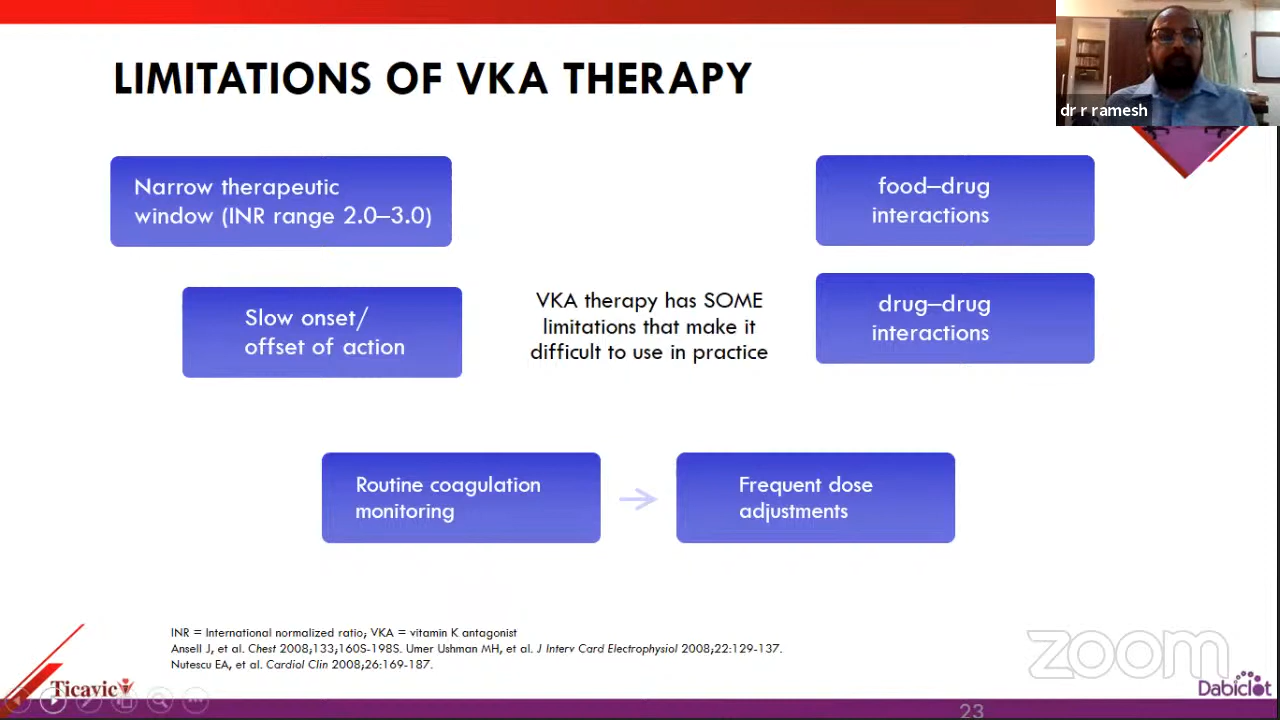 LIMITATIONS OF VKA THERAPY
dr r ramesh
Narrow therapeutic
window (INR range 2.0–3.0)
food–drug
interactions
Slow onset/
offset of action
VKA therapy has SOME
limitations that make it
difficult to use in practice
drug–drug
interactions
Routine coagulation
monitoring
Frequent dose
adjustments
INR = International normalized ratio; VKA = vitamin K antagonist
Ansell J, et al. Chest 2008;133;160S-198S. Umer Ushman MH, et al. J Interv Card Electrophysiol 2008;22:129-137.
Nutescu EA, et al. Cardiol Clin 2008;26:169-187.
zoom
Ticavic
Dabiclot
23